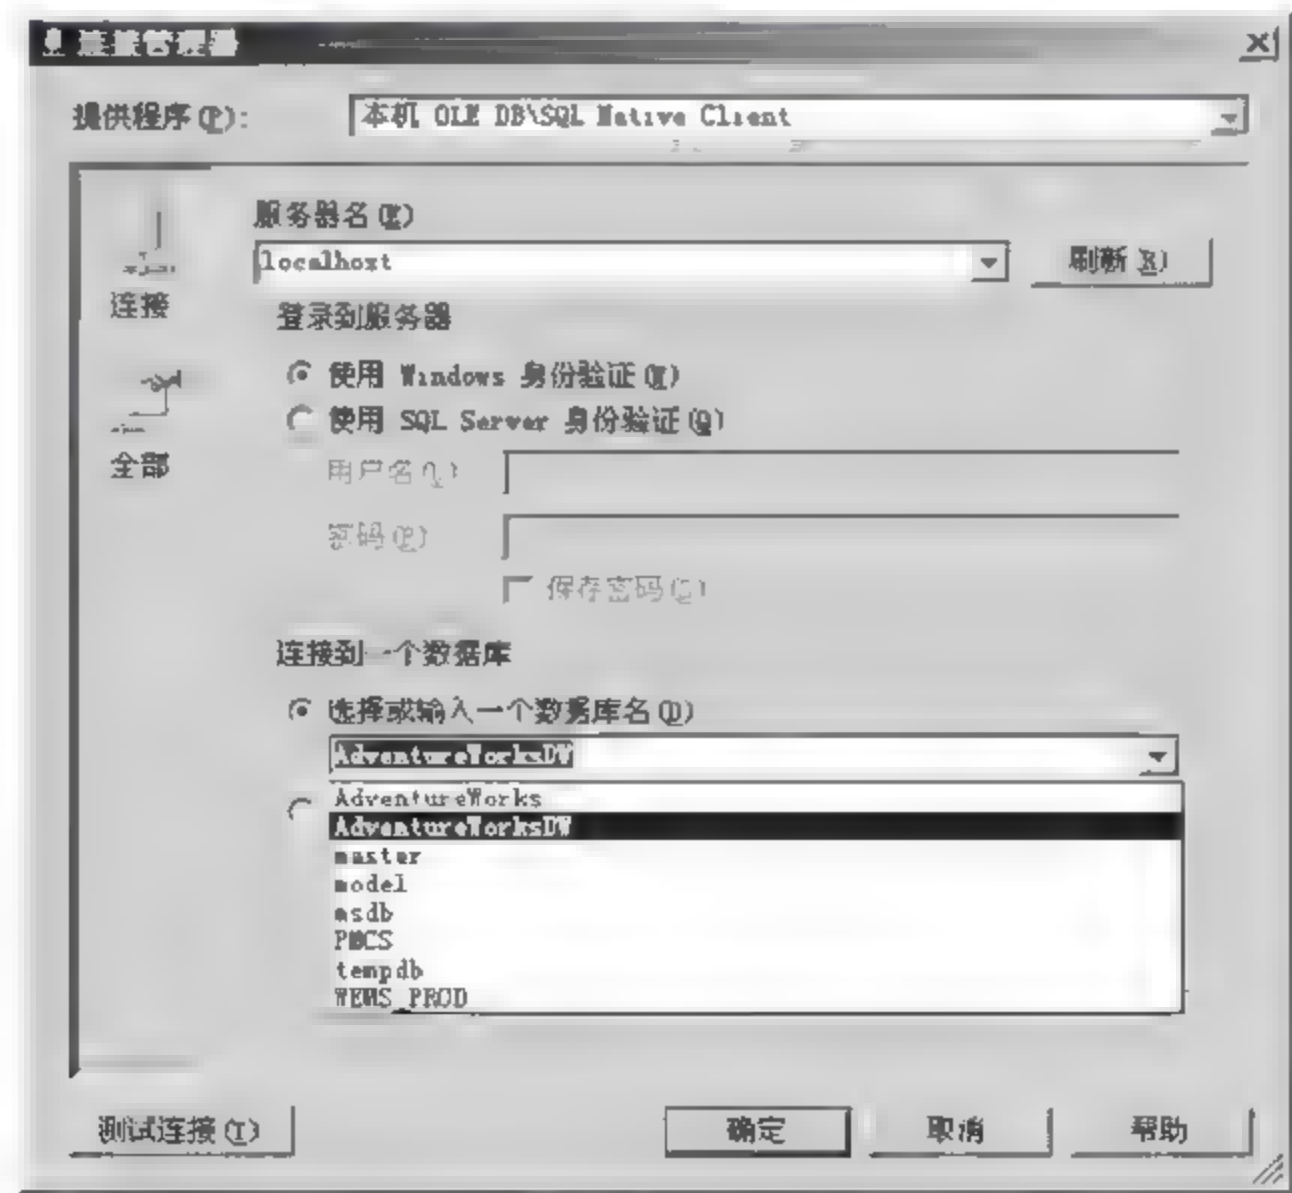 连接管理器
提供程序(P): 本机 OLE DB\SQL Native Client
服务器名(E)
localhost 刷新(R)
连接
登录到服务器
使用 Windows 身份验证(W)
使用 SQL Server 身份验证(Q)
全部
用户名(U)
密码(P)
保存密码(S)
连接到一个数据库
选择或输入一个数据库名(D)
AdventureWorksDW
AdventureWorks
AdventureWorksDW
master
model
msdb
PMCS
tempdb
WEMS_PROD
测试连接(T) 确定 取消 帮助